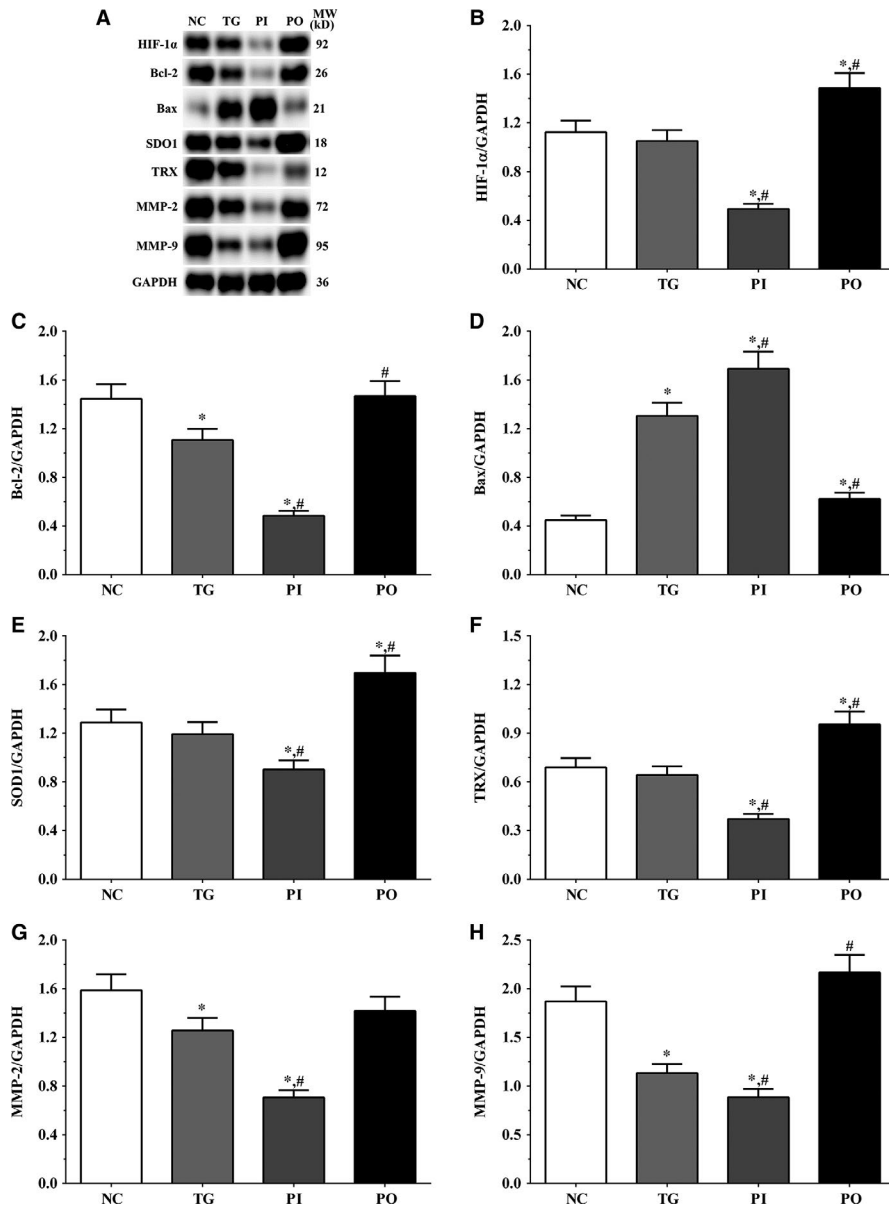 A
NC TG PI PO MW (kD)
HIF-1α 92
Bcl-2 26
Bax 21
SDO1 18
TRX 12
MMP-2 72
MMP-9 95
GAPDH 36
B
HIF-1α/GAPDH
2.0
1.6
1.2
0.8
0.4
0.0
*,#
*,#
NC TG PI PO
C
Bcl-2/GAPDH
2.0
1.6
1.2
0.8
0.4
0.0
*
*,#
#
NC TG PI PO
D
Bax/GAPDH
2.0
1.6
1.2
0.8
0.4
0.0
*
*,#
*,#
NC TG PI PO
E
SOD1/GAPDH
2.0
1.6
1.2
0.8
0.4
0.0
*,#
*,#
NC TG PI PO
F
TRX/GAPDH
1.5
1.2
0.9
0.6
0.3
0.0
*,#
*,#
NC TG PI PO
G
MMP-2/GAPDH
2.0
1.6
1.2
0.8
0.4
0.0
*
*,#
NC TG PI PO
H
MMP-9/GAPDH
2.5
2.0
1.5
1.0
0.5
0.0
*
*,#
#
NC TG PI PO